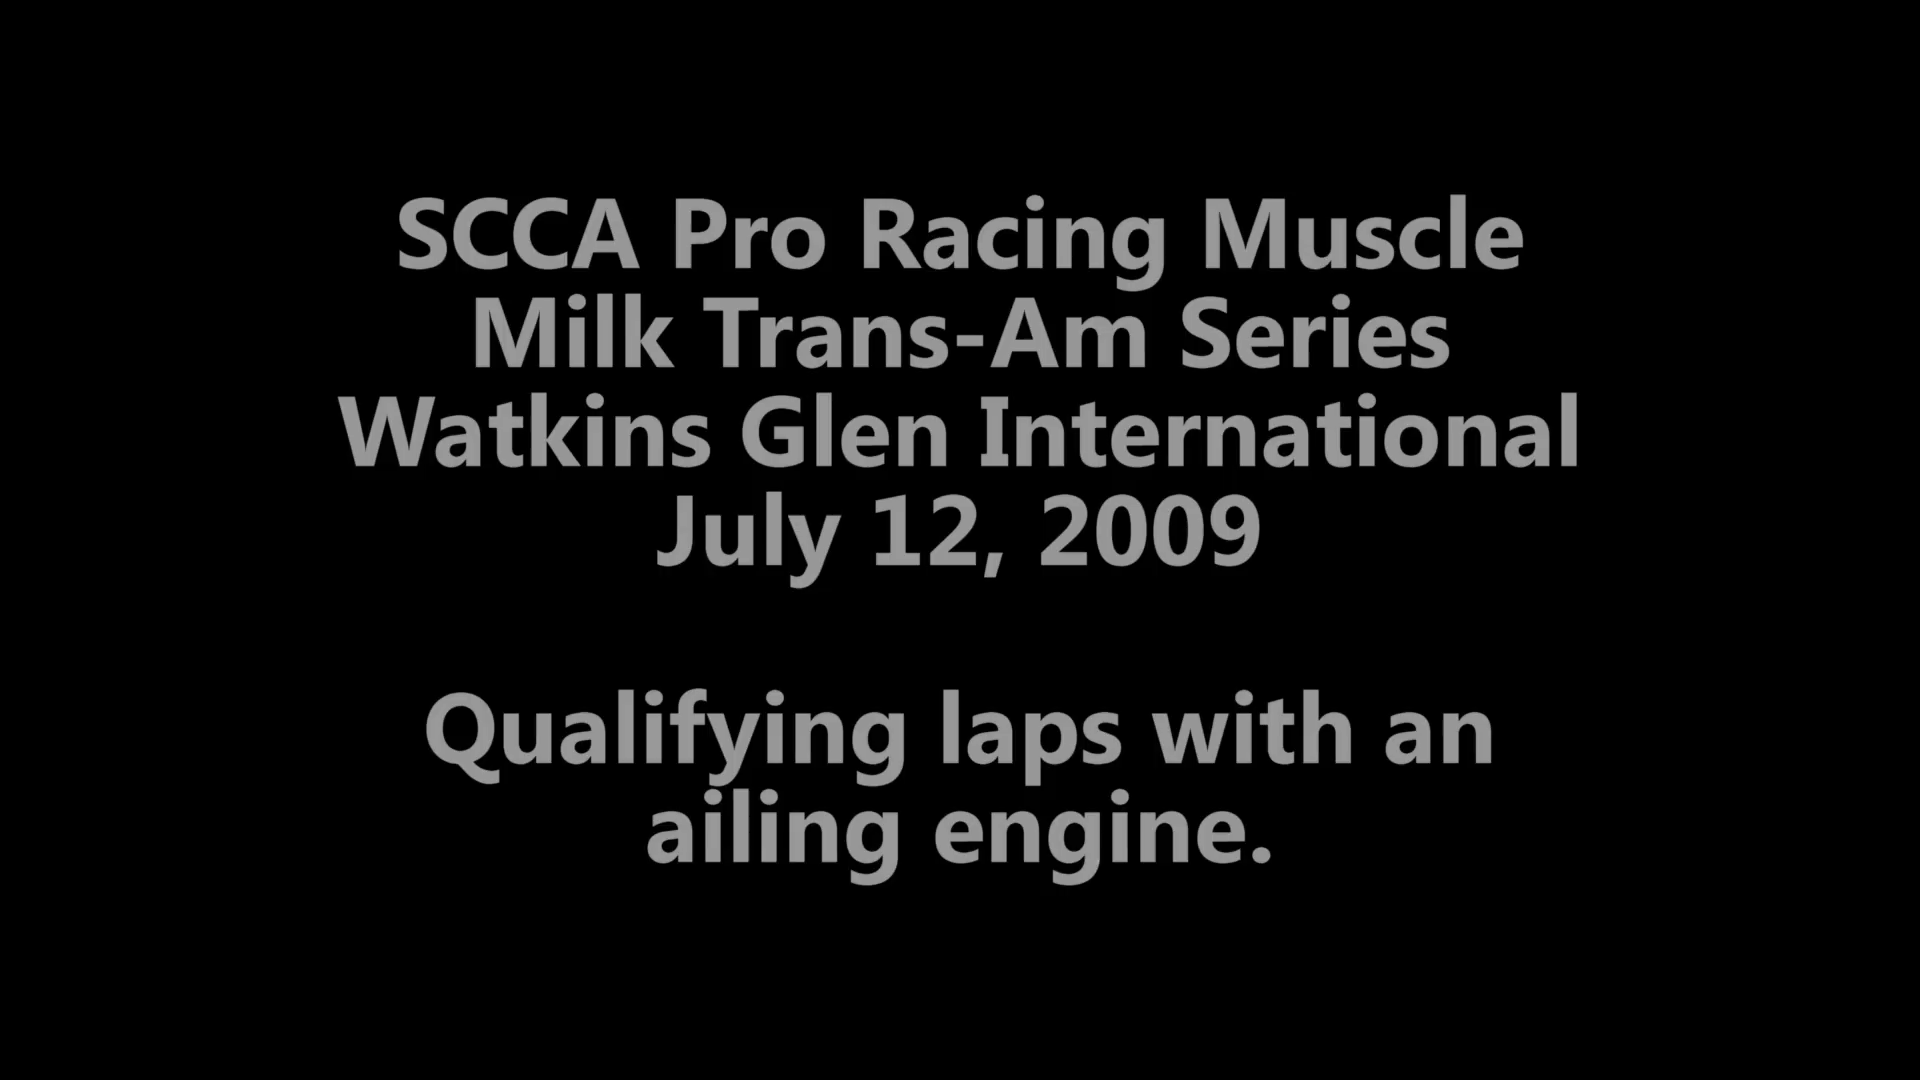 SCCA Pro Racing Muscle
Milk Trans-Am Series
Watkins Glen International
July 12, 2009
Qualifying laps with an
ailing engine.